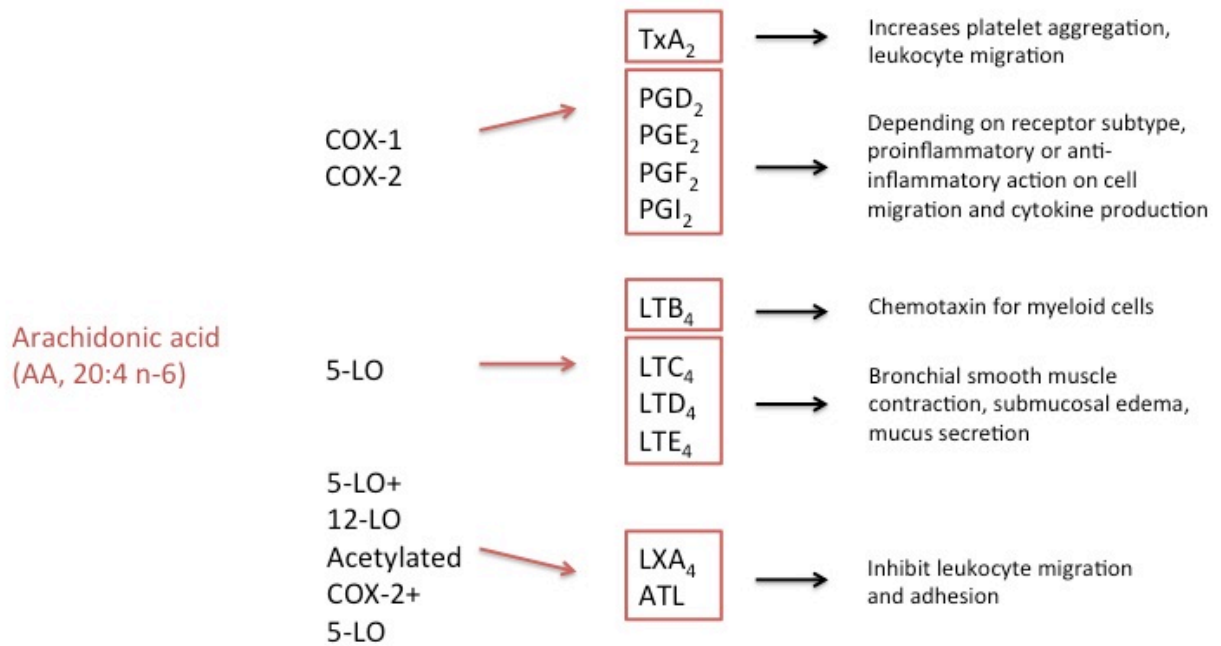 Arachidonic acid
(AA, 20:4 n-6)
COX-1
COX-2
TxA₂
Increases platelet aggregation,
leukocyte migration
PGD₂
PGE₂
PGF₂
PGI₂
Depending on receptor subtype,
proinflammatory or anti-
inflammatory action on cell
migration and cytokine production
5-LO
LTB₄
Chemotaxin for myeloid cells
LTC₄
LTD₄
LTE₄
Bronchial smooth muscle
contraction, submucosal edema,
mucus secretion
5-LO+
12-LO
Acetylated
COX-2+
5-LO
LXA₄
ATL
Inhibit leukocyte migration
and adhesion